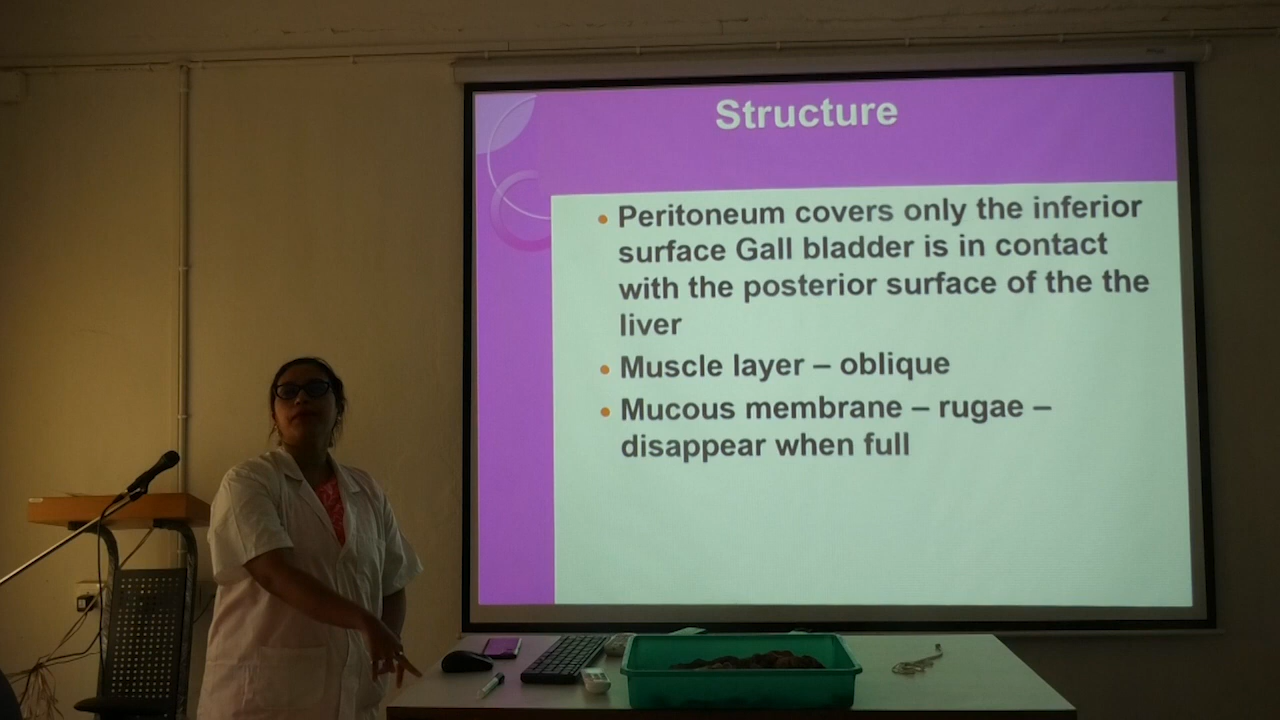 Structure
• Peritoneum covers only the inferior
surface Gall bladder is in contact
with the posterior surface of the the
liver
• Muscle layer – oblique
• Mucous membrane – rugae –
disappear when full